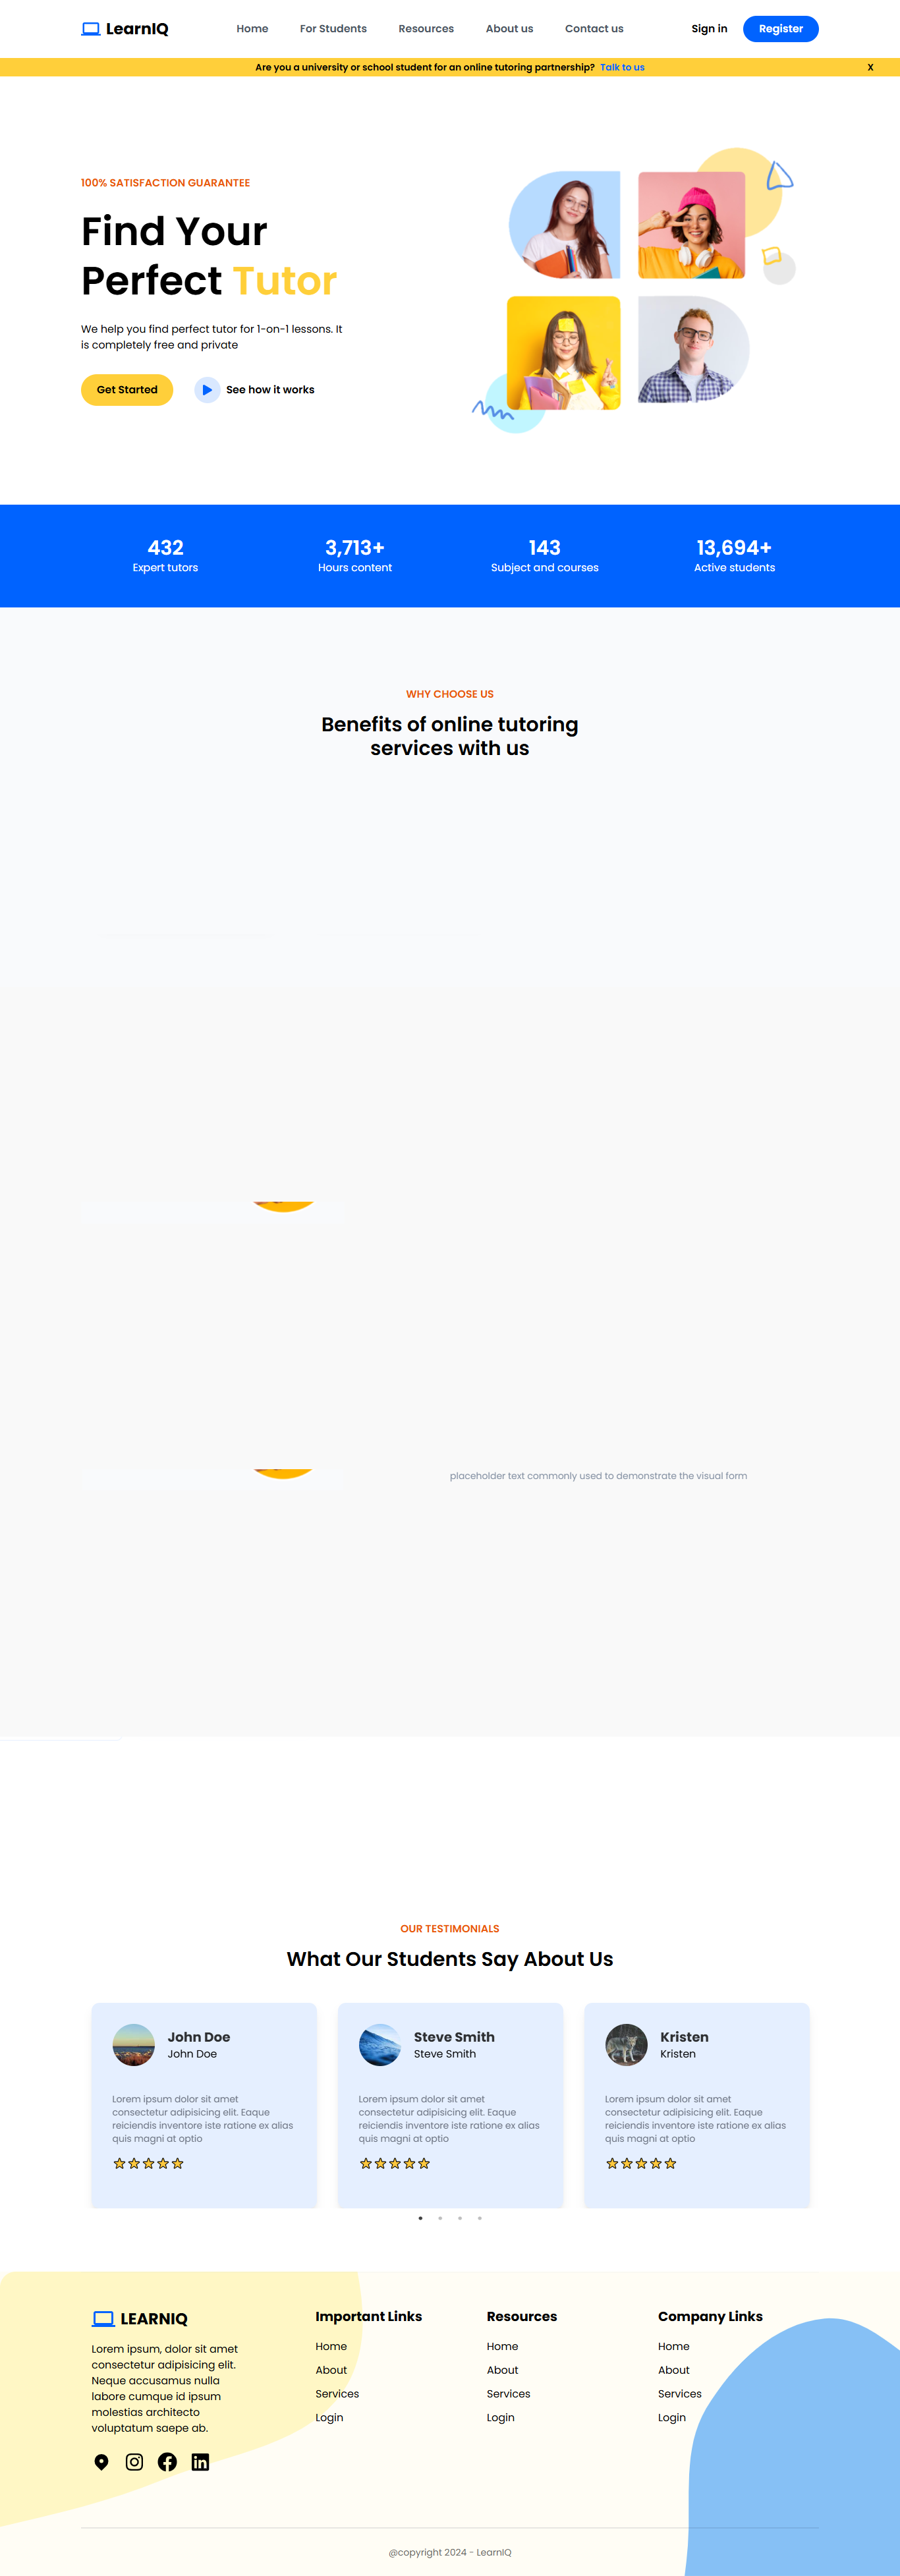 LearnIQ
Home
For Students
Resources
About us
Contact us
Sign in
Register
Are you a university or school student for an online tutoring partnership? Talk to us
X
100% SATISFACTION GUARANTEE
Find Your
Perfect Tutor
We help you find perfect tutor for 1-on-1 lessons. It
is completely free and private
Get Started
See how it works
432
Expert tutors
3,713+
Hours content
143
Subject and courses
13,694+
Active students
WHY CHOOSE US
Benefits of online tutoring
services with us
placeholder text commonly used to demonstrate the visual form
OUR TESTIMONIALS
What Our Students Say About Us
John Doe
John Doe
Lorem ipsum dolor sit amet
consectetur adipisicing elit. Eaque
reiciendis inventore iste ratione ex alias
quis magni at optio
Steve Smith
Steve Smith
Lorem ipsum dolor sit amet
consectetur adipisicing elit. Eaque
reiciendis inventore iste ratione ex alias
quis magni at optio
Kristen
Kristen
Lorem ipsum dolor sit amet
consectetur adipisicing elit. Eaque
reiciendis inventore iste ratione ex alias
quis magni at optio
LEARNIQ
Lorem ipsum, dolor sit amet
consectetur adipisicing elit.
Neque accusamus nulla
labore cumque id ipsum
molestias architecto
voluptatum saepe ab.
Important Links
Home
About
Services
Login
Resources
Home
About
Services
Login
Company Links
Home
About
Services
Login
@copyright 2024 - LearnIQ